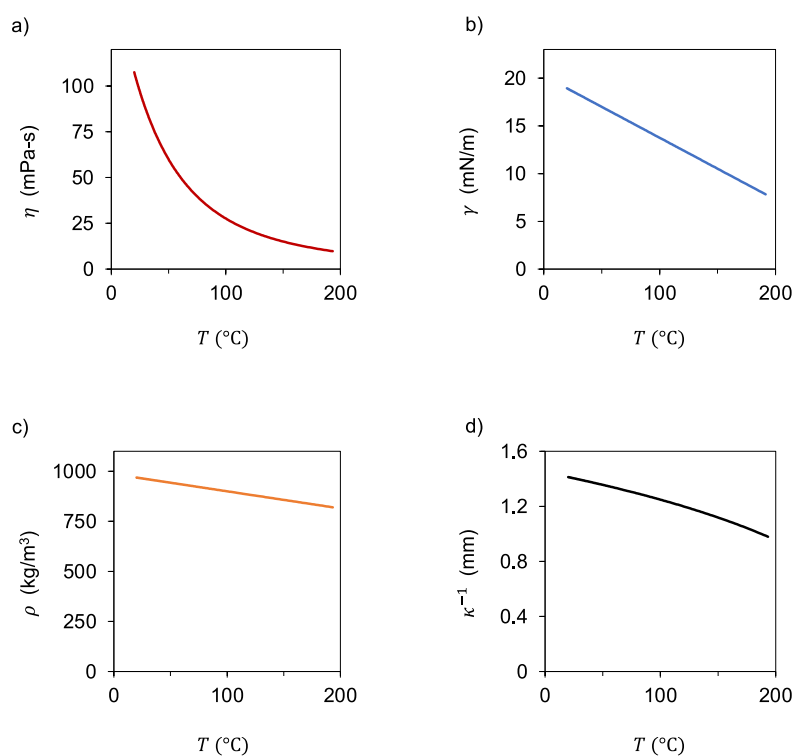 a)
100
75
50
25
0
η (mPa-s)
0 100 200
T (°C)
b)
20
15
10
5
0
γ (mN/m)
0 100 200
T (°C)
c)
1000
750
500
250
0
ρ (kg/m³)
0 100 200
T (°C)
d)
1.6
1.2
0.8
0.4
0
κ⁻¹ (mm)
0 100 200
T (°C)